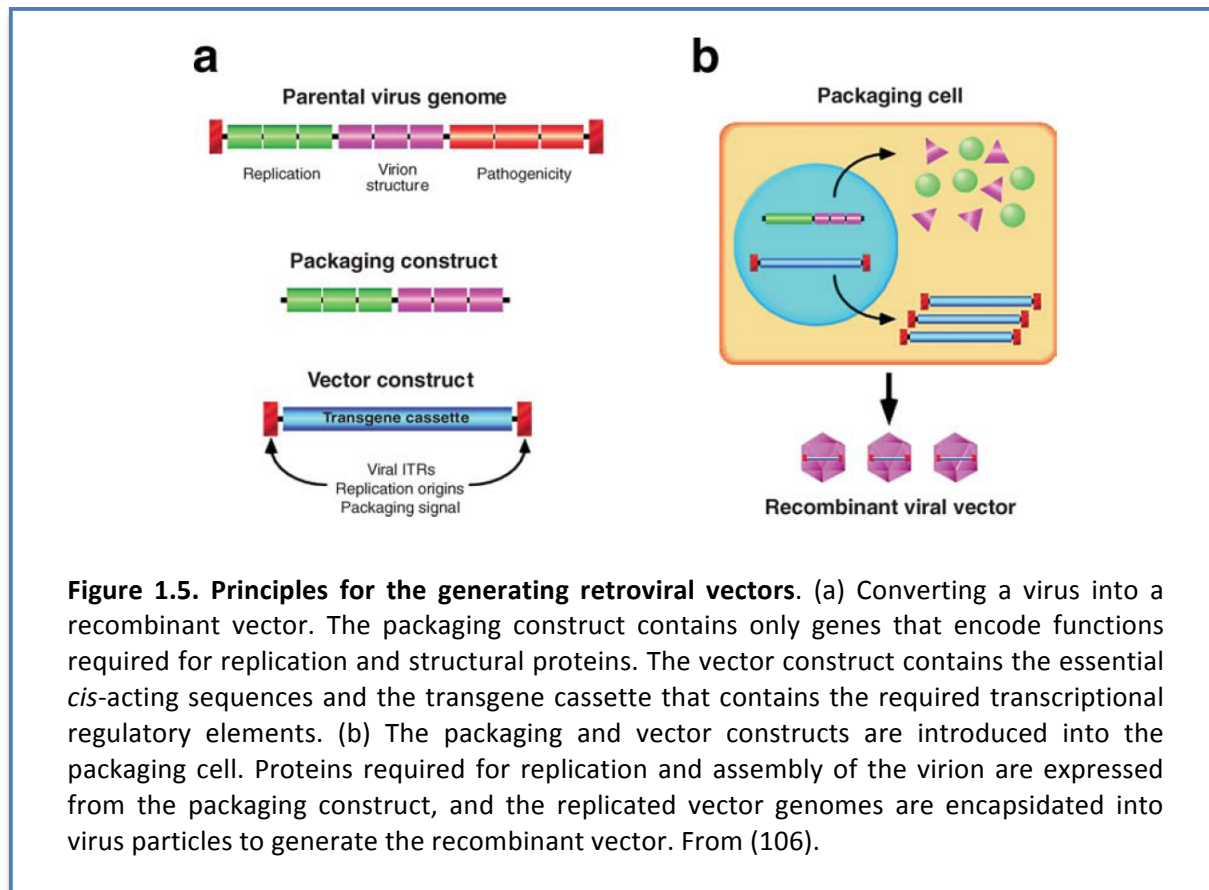 a
Parental virus genome
Replication
Virion
structure
Pathogenicity
Packaging construct
Vector construct
Transgene cassette
Viral ITRs
Replication origins
Packaging signal
b
Packaging cell
Recombinant viral vector
Figure 1.5. Principles for the generating retroviral vectors. (a) Converting a virus into a
recombinant vector. The packaging construct contains only genes that encode functions
required for replication and structural proteins. The vector construct contains the essential
cis-acting sequences and the transgene cassette that contains the required transcriptional
regulatory elements. (b) The packaging and vector constructs are introduced into the
packaging cell. Proteins required for replication and assembly of the virion are expressed
from the packaging construct, and the replicated vector genomes are encapsidated into
virus particles to generate the recombinant vector. From (106).